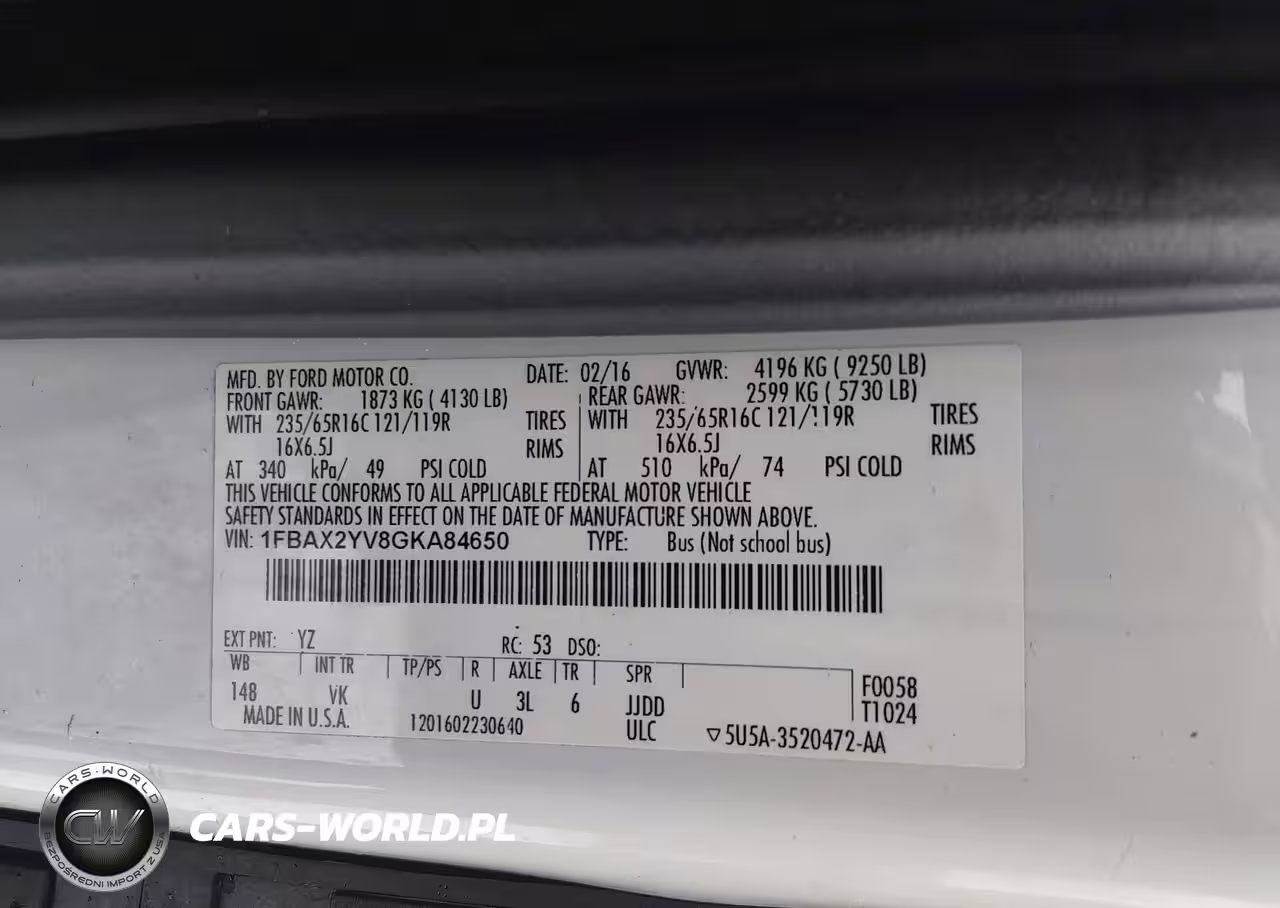 MFD. BY FORD MOTOR CO. DATE: 02/16 GVWR: 4196 KG ( 9250 LB)
FRONT GAWR: 1873 KG ( 4130 LB) REAR GAWR: 2599 KG ( 5730 LB)
WITH 235/65R16C 121/119R TIRES WITH 235/65R16C 121/119R TIRES
16X6.5J RIMS 16X6.5J RIMS
AT 340 kPa/ 49 PSI COLD AT 510 kPa/ 74 PSI COLD
THIS VEHICLE CONFORMS TO ALL APPLICABLE FEDERAL MOTOR VEHICLE
SAFETY STANDARDS IN EFFECT ON THE DATE OF MANUFACTURE SHOWN ABOVE.
VIN: 1FBAX2YV8GKA84650 TYPE: Bus (Not school bus)
EXT PNT: YZ RC: 53 DSO:
WB INT TR TP/PS R AXLE TR SPR
148 VK U 3L 6 JJDD F0058
T1024
MADE IN U.S.A. 1201602230640 ULC ▽5U5A-3520472-AA
CARS-WORLD
CW
BEZPOŚREDNI IMPORT Z USA
CARS-WORLD.PL